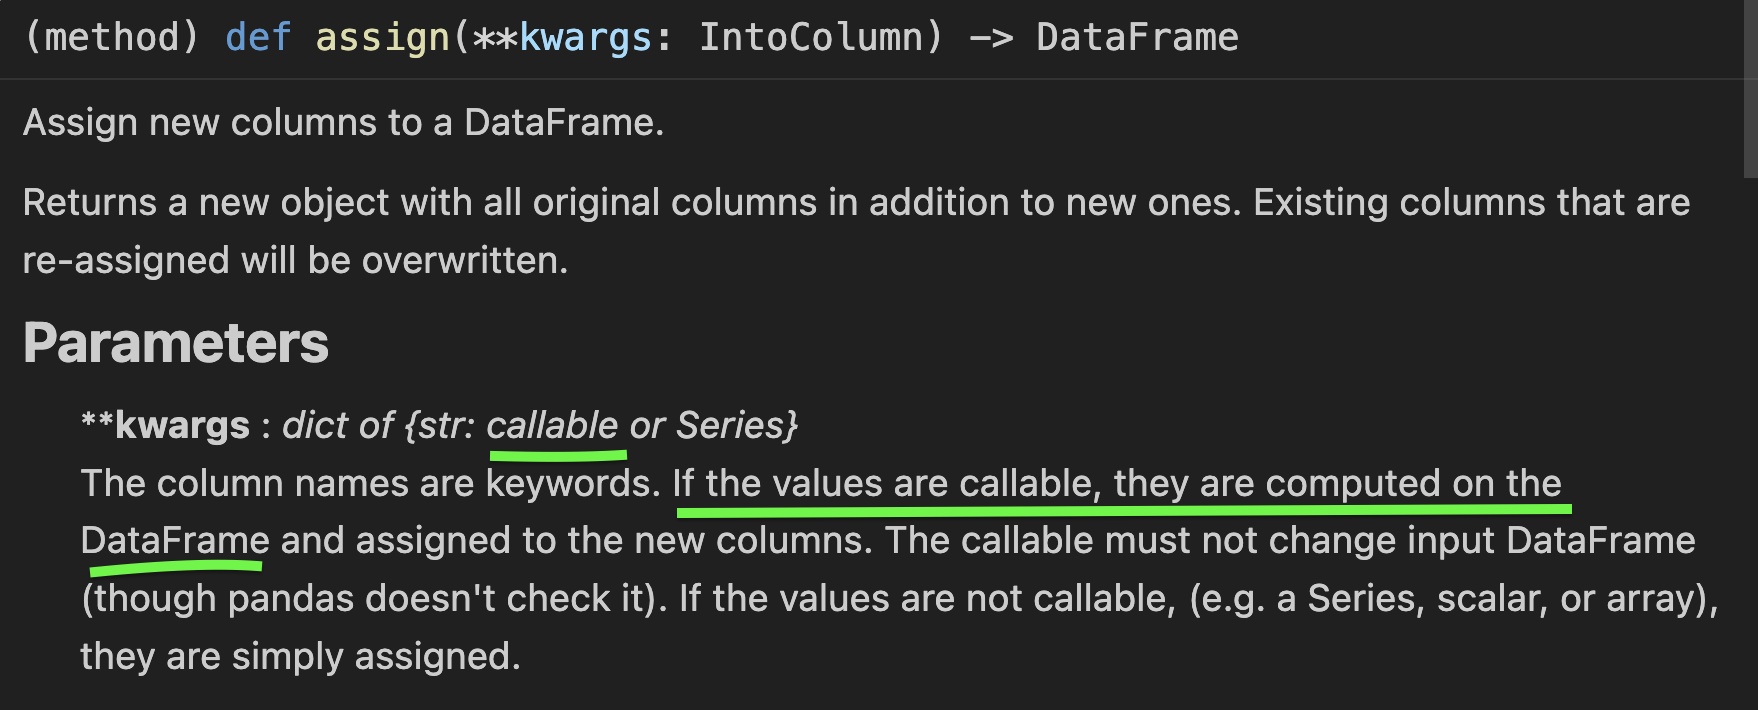 (method) def assign(**kwargs: IntoColumn) -> DataFrame
Assign new columns to a DataFrame.
Returns a new object with all original columns in addition to new ones. Existing columns that are
re-assigned will be overwritten.
Parameters
**kwargs : dict of {str: callable or Series}
The column names are keywords. If the values are callable, they are computed on the
DataFrame and assigned to the new columns. The callable must not change input DataFrame
(though pandas doesn't check it). If the values are not callable, (e.g. a Series, scalar, or array),
they are simply assigned.